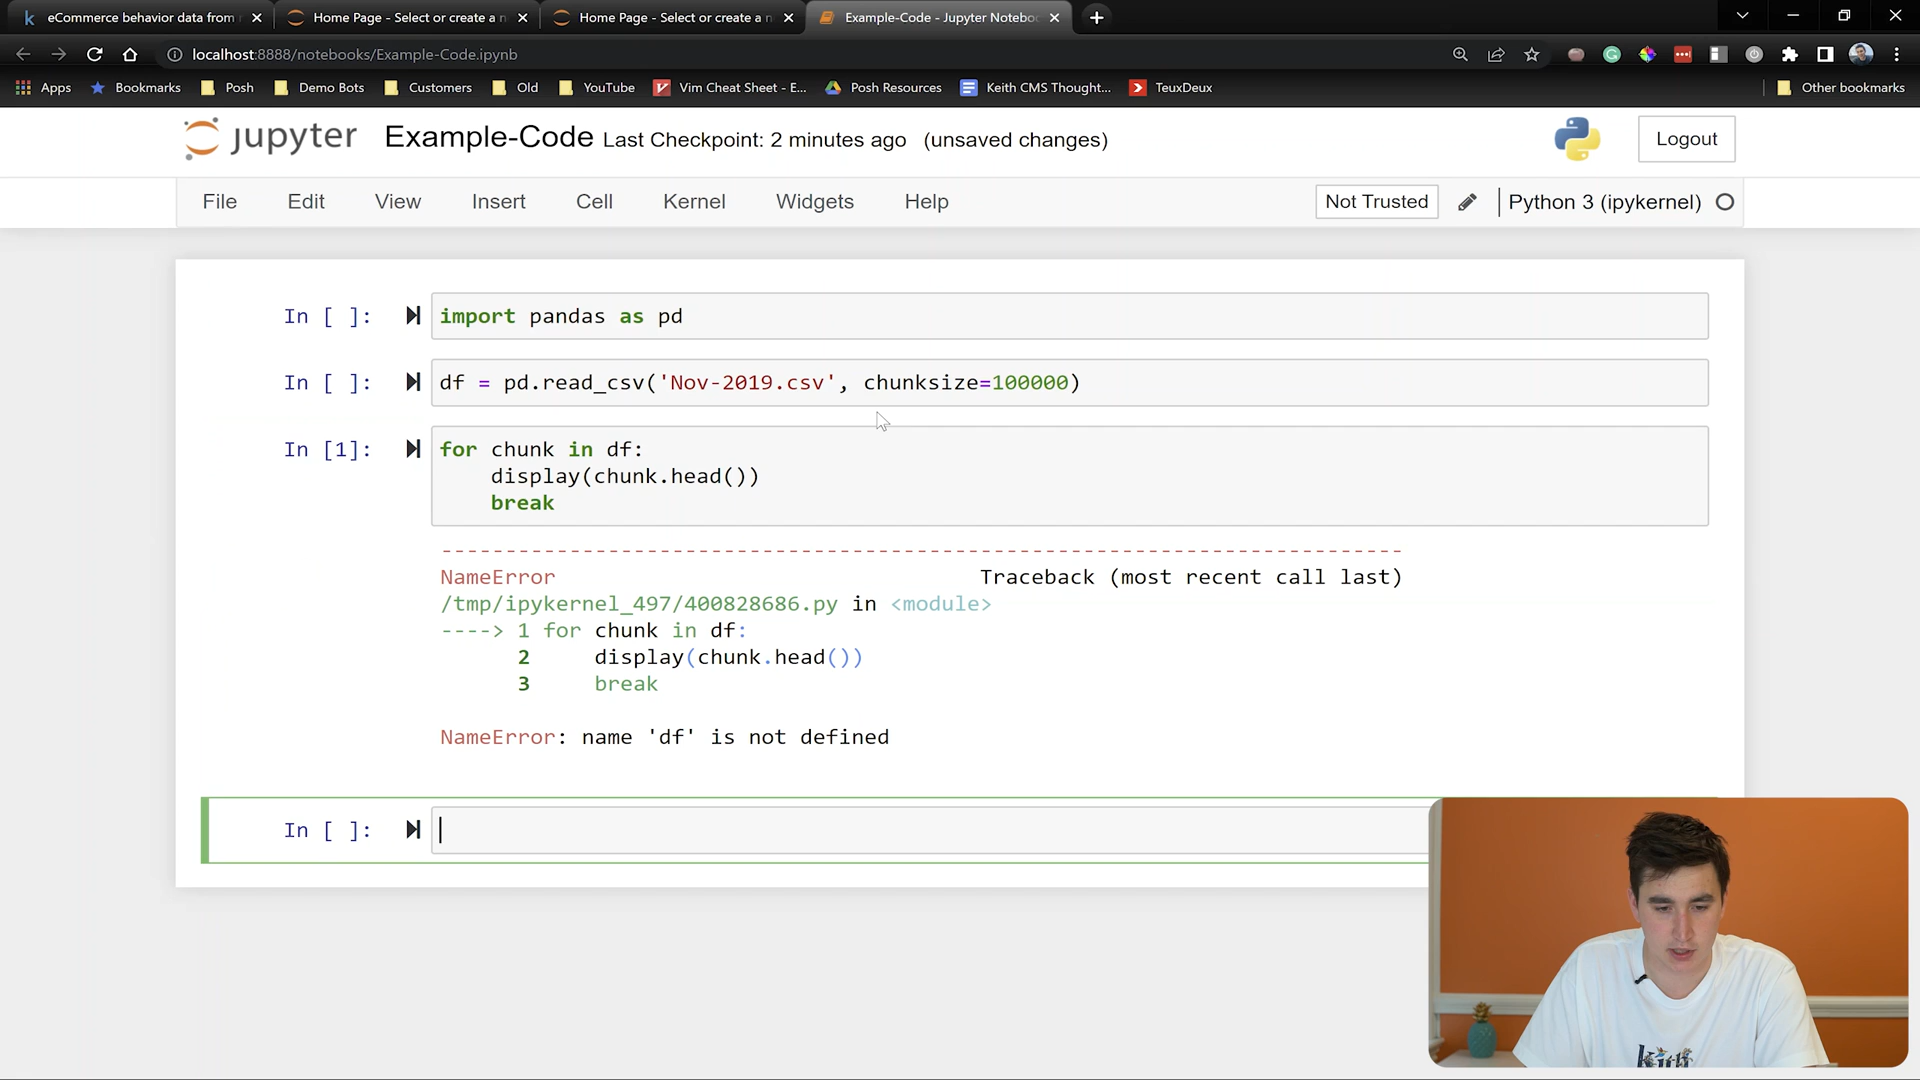 eCommerce behavior data from
Home Page - Select or create a n
Home Page - Select or create a n
Example-Code - Jupyter Noteboo
localhost:8888/notebooks/Example-Code.ipynb
Apps
Bookmarks
Posh
Demo Bots
Customers
Old
YouTube
Vim Cheat Sheet - E...
Posh Resources
Keith CMS Thought...
TeuxDeux
Other bookmarks
jupyter
Example-Code
Last Checkpoint: 2 minutes ago
(unsaved changes)
Logout
File
Edit
View
Insert
Cell
Kernel
Widgets
Help
Not Trusted
Python 3 (ipykernel)
In [ ]:
import pandas as pd
In [ ]:
df = pd.read_csv('Nov-2019.csv', chunksize=100000)
In [1]:
for chunk in df:
    display(chunk.head())
    break
---------------------------------------------------------------------------
NameError                                 Traceback (most recent call last)
/tmp/ipykernel_497/400828686.py in <module>
----> 1 for chunk in df:
      2     display(chunk.head())
      3     break

NameError: name 'df' is not defined
In [ ]: